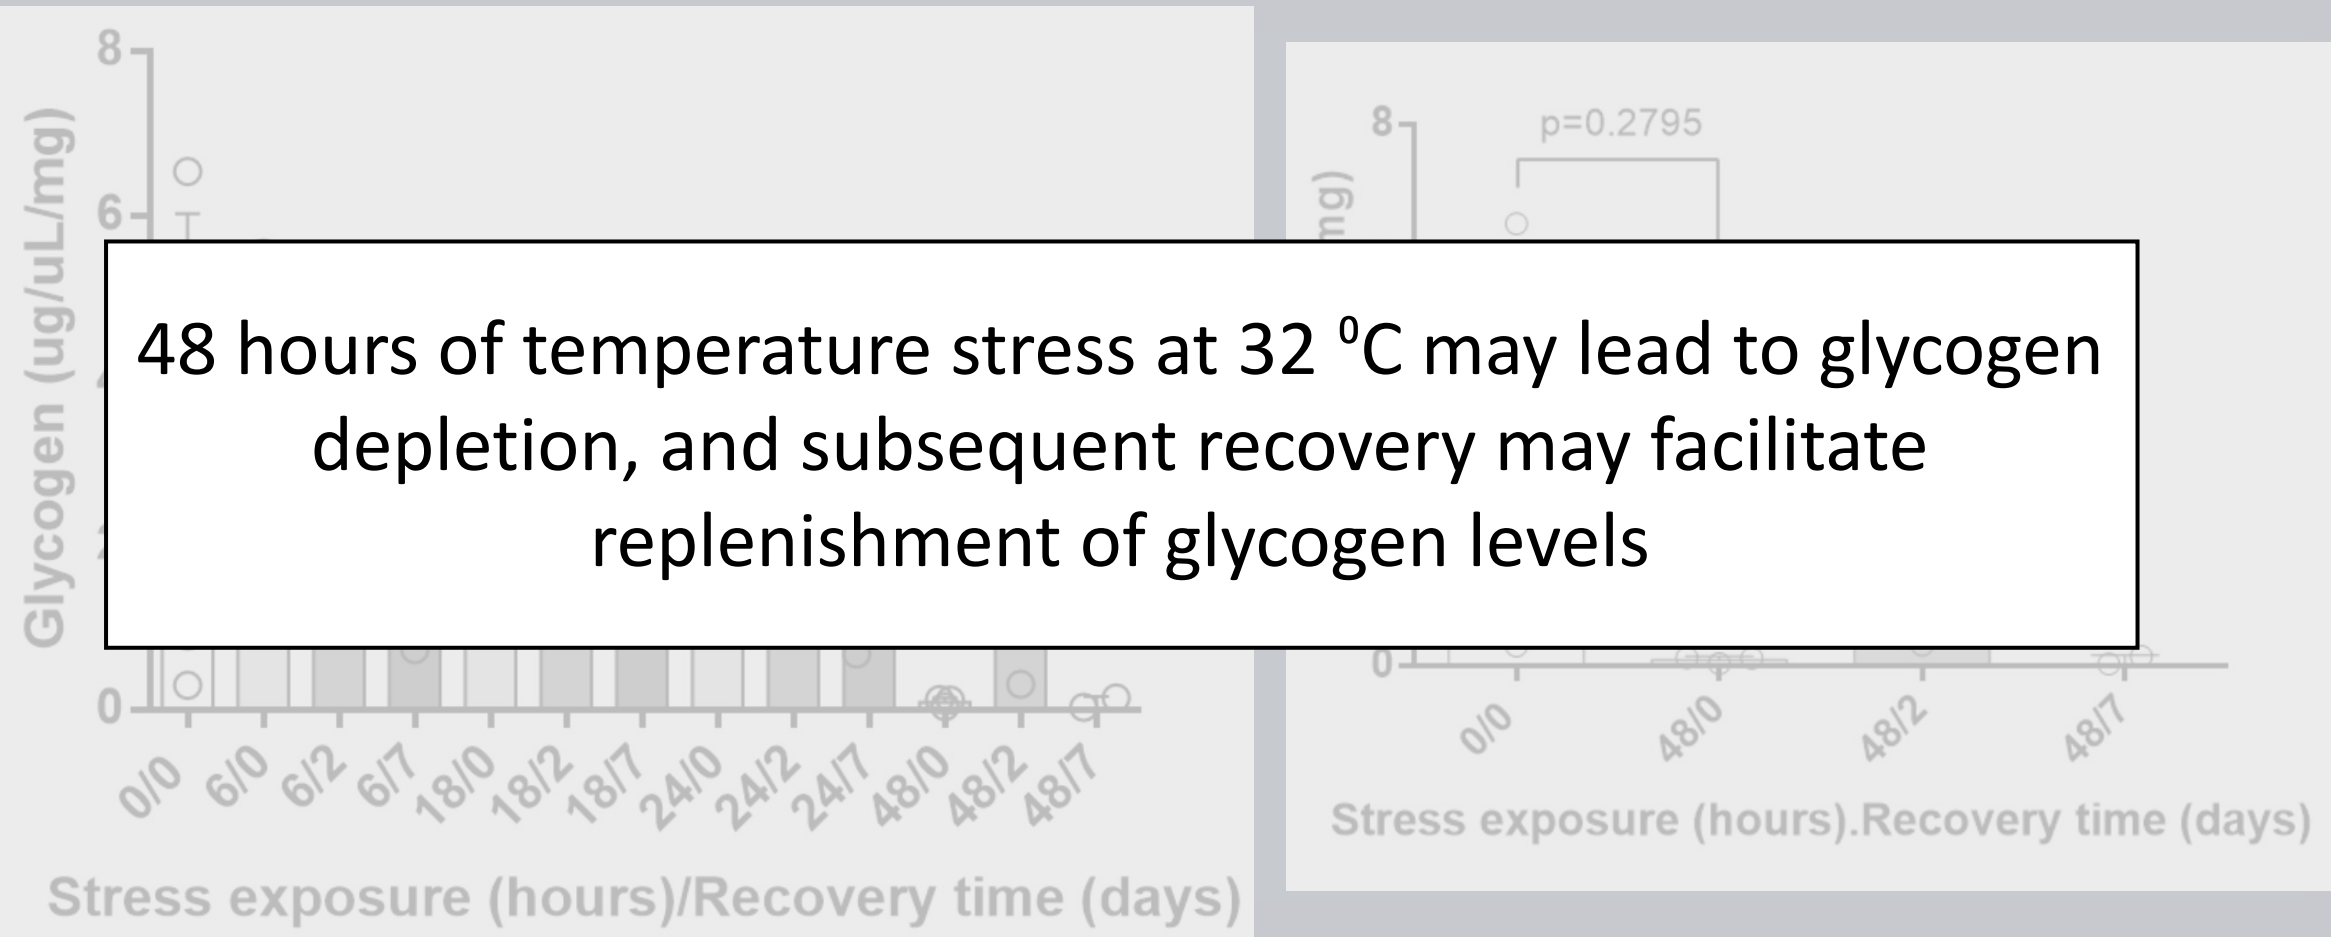 8
6
0
Glycogen (ug/uL/mg)
0/0 6/0 6/2 6/7 18/0 18/2 18/7 24/0 24/2 24/7 48/0 48/2 48/7
Stress exposure (hours)/Recovery time (days)
48 hours of temperature stress at 32 ⁰C may lead to glycogen
depletion, and subsequent recovery may facilitate
replenishment of glycogen levels
p=0.2795
8
mg)
0
0/0 48/0 48/2 48/7
Stress exposure (hours).Recovery time (days)